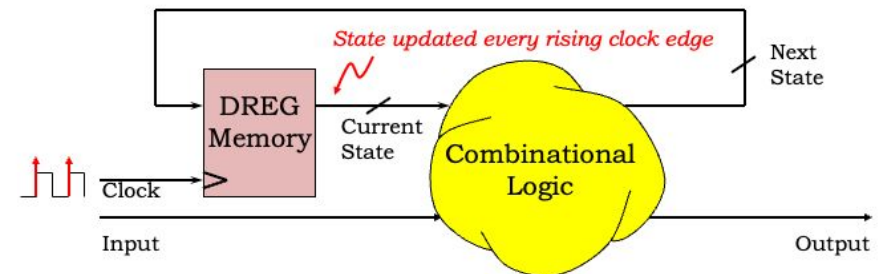 State updated every rising clock edge
Next
State
DREG
Memory
Current
State
Combinational
Logic
Clock
Input
Output